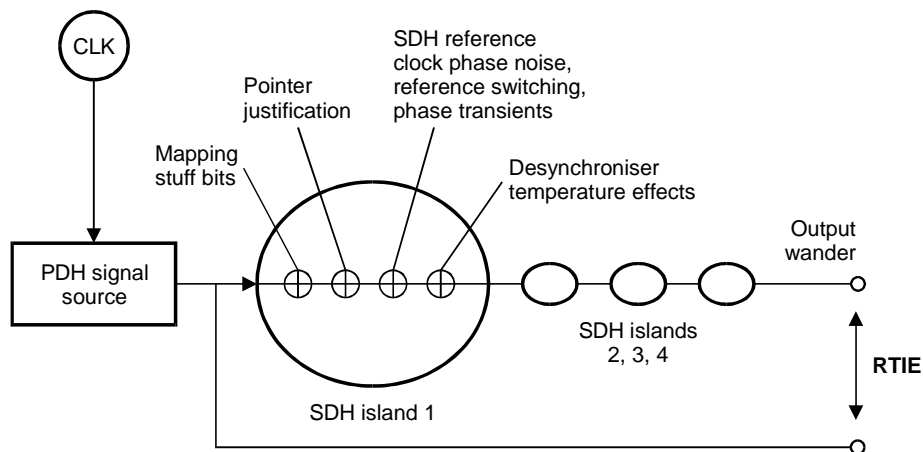 CLK
SDH reference
clock phase noise,
reference switching,
phase transients
Pointer
justification
Mapping
stuff bits
Desynchroniser
temperature effects
Output
wander
PDH signal
source
SDH islands
2, 3, 4
RTIE
SDH island 1